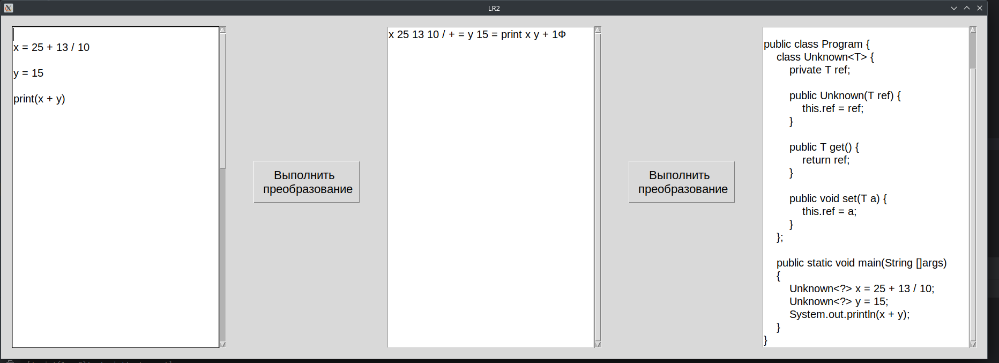 LR2
x = 25 + 13 / 10
y = 15
print(x + y)
Выполнить
преобразование
x 25 13 10 / + = y 15 = print x y + 1Ф
Выполнить
преобразование
public class Program {
class Unknown<T> {
private T ref;
public Unknown(T ref) {
this.ref = ref;
}
public T get() {
return ref;
}
public void set(T a) {
this.ref = a;
}
};
public static void main(String []args)
{
Unknown<?> x = 25 + 13 / 10;
Unknown<?> y = 15;
System.out.println(x + y);
}
}